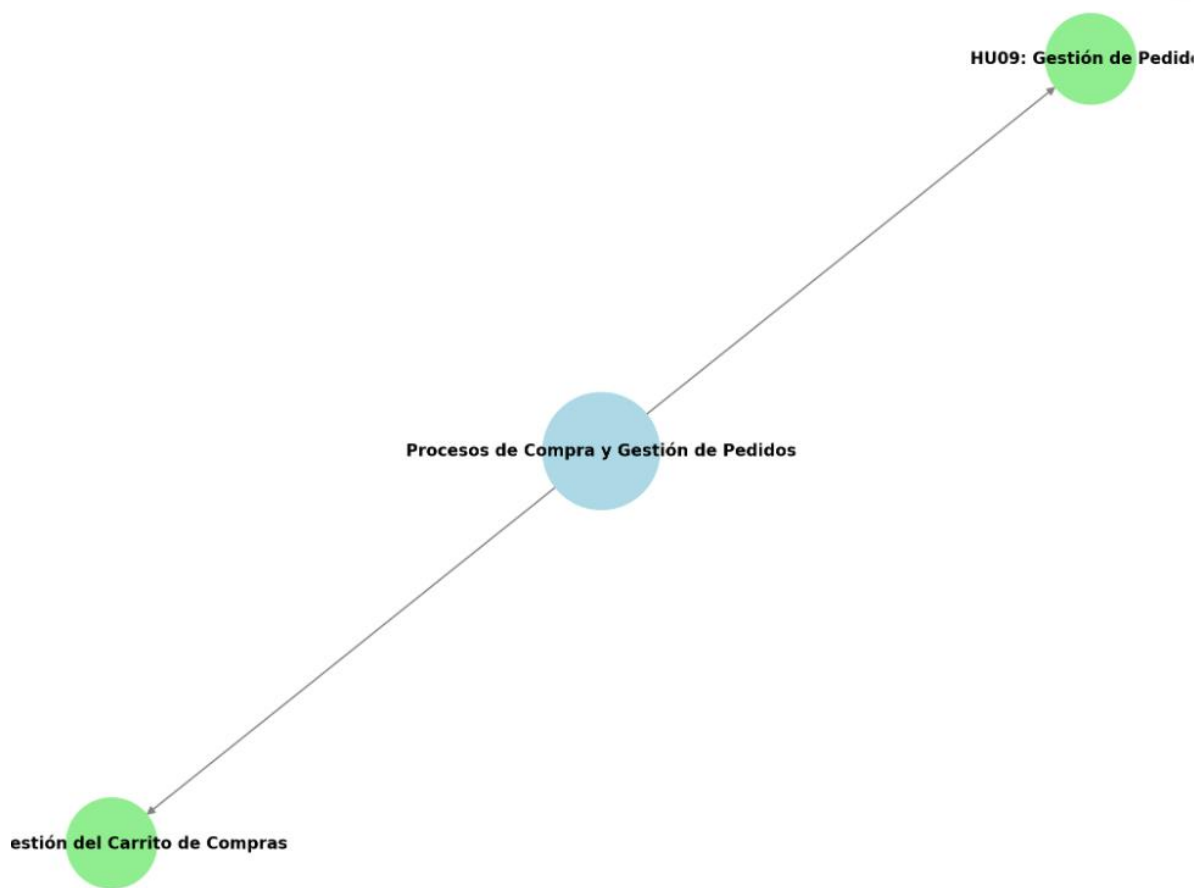 HU09: Gestión de Pedid
Procesos de Compra y Gestión de Pedidos
estión del Carrito de Compras